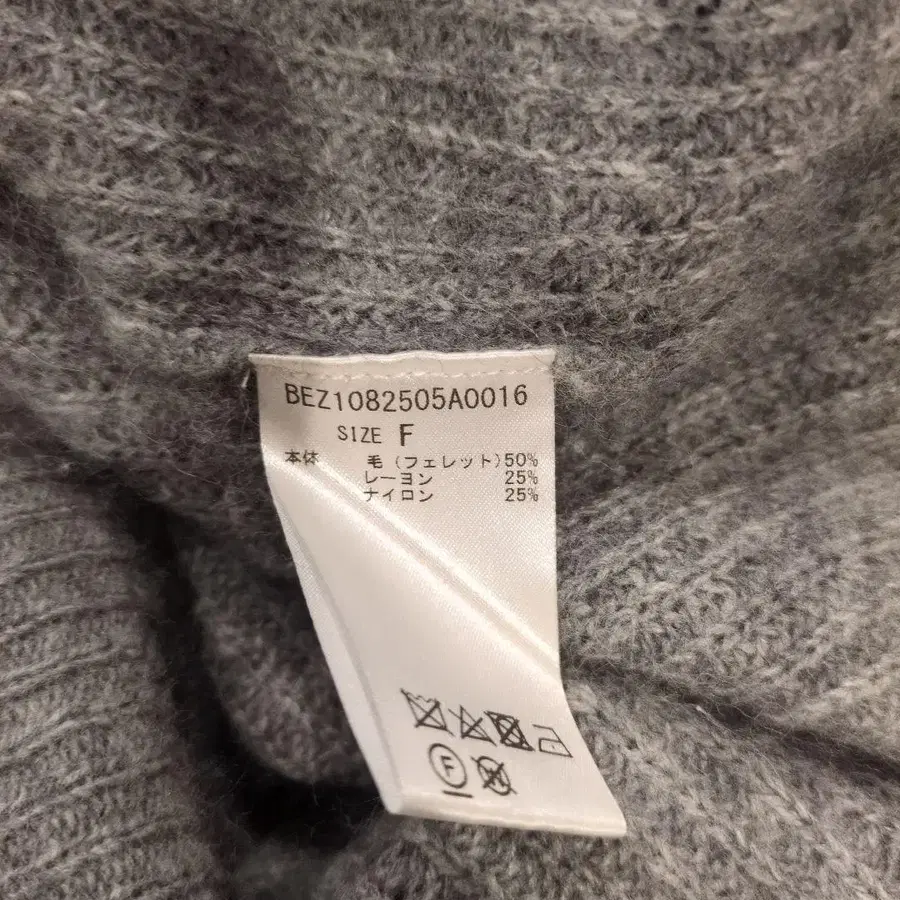 BEZ1082505A0016
SIZE F
本体 毛(フェレット)50%
レーヨン 25%
ナイロン 25%
F